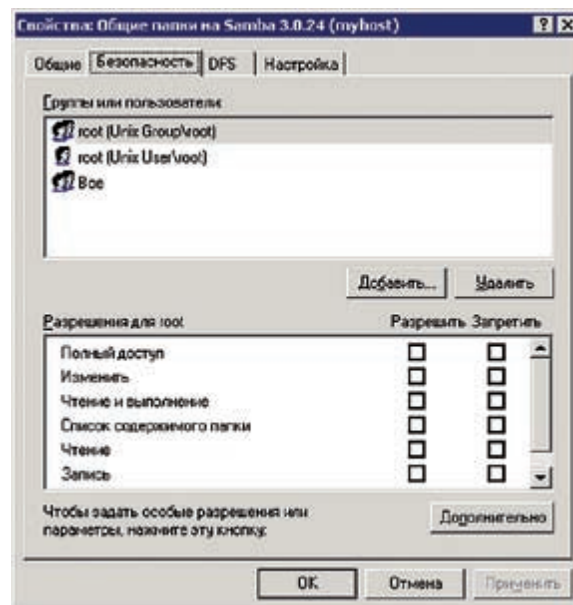 Свойства: Общие папки на Samba 3.0.24 (myhost)
Общие Безопасность DFS Настройка
Группы или пользователи:
root (Unix Group\root)
root (Unix User\root)
Все
Добавить... Удалить
Разрешения для root Разрешить Запретить
Полный доступ
Изменить
Чтение и выполнение
Список содержимого папки
Чтение
Запись
Чтобы задать особые разрешения или
параметры, нажмите эту кнопку:
Дополнительно
OK Отмена Применить